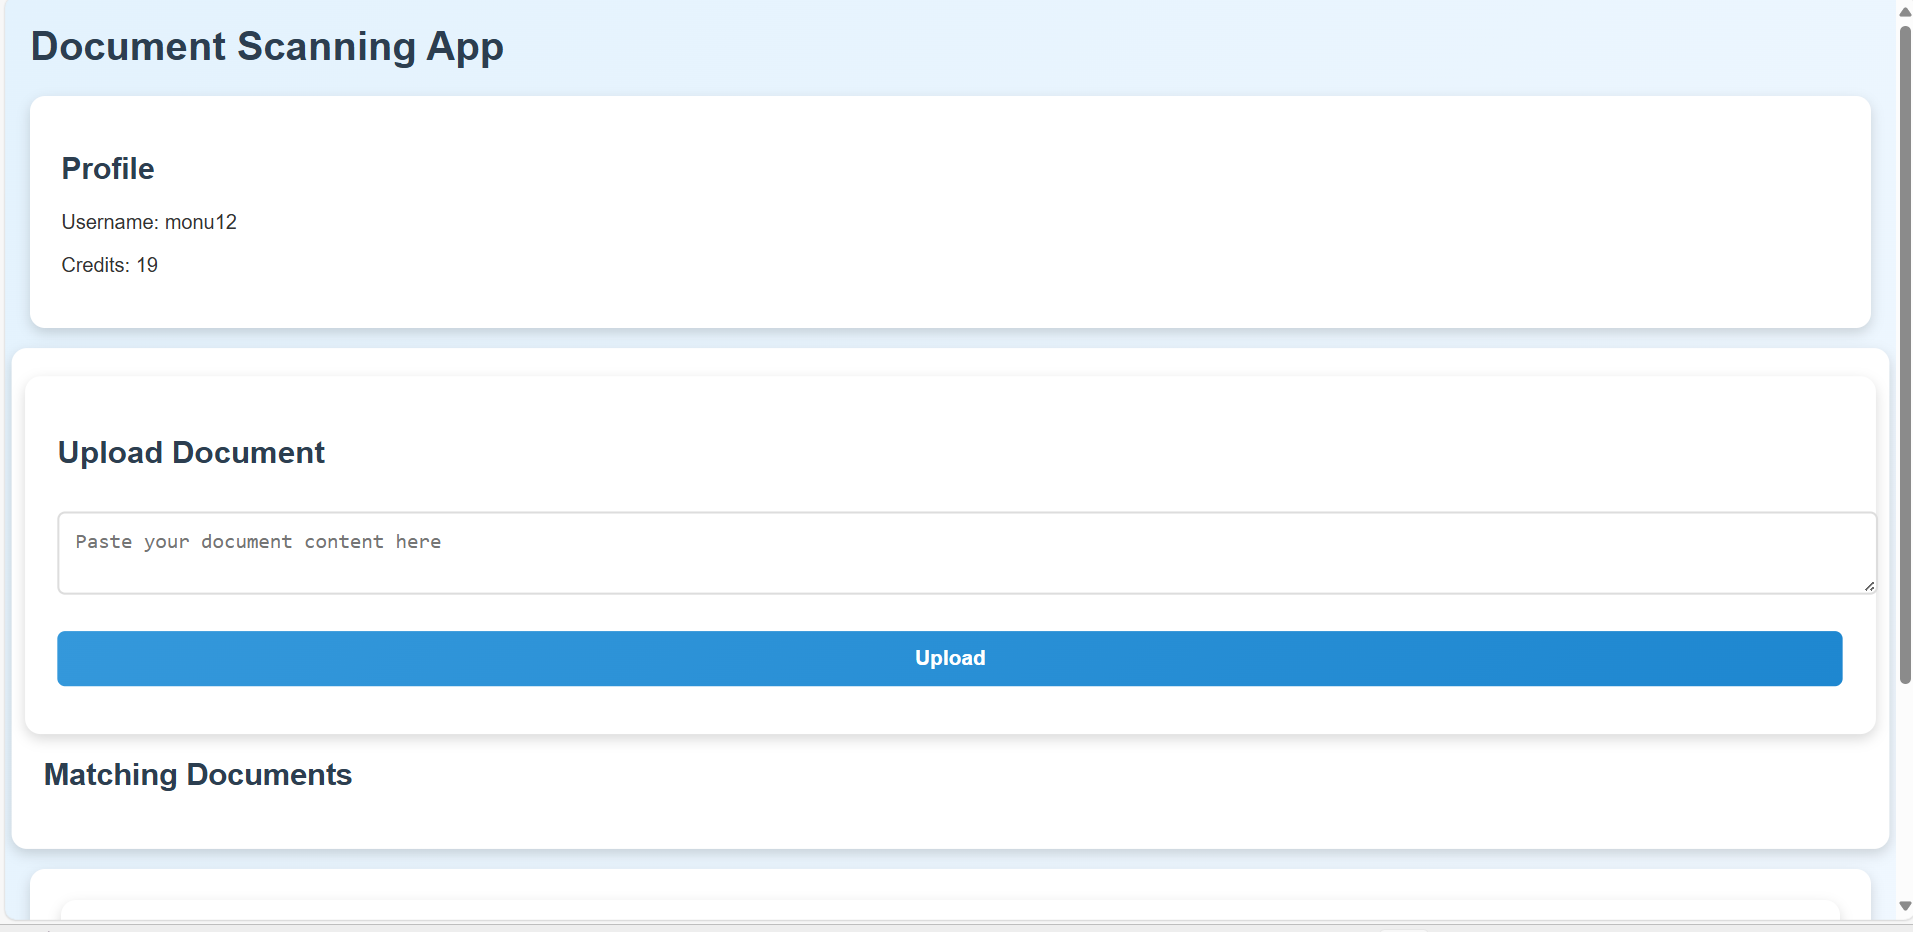 Document Scanning App
Profile
Username: monu12
Credits: 19
Upload Document
Paste your document content here
Upload
Matching Documents